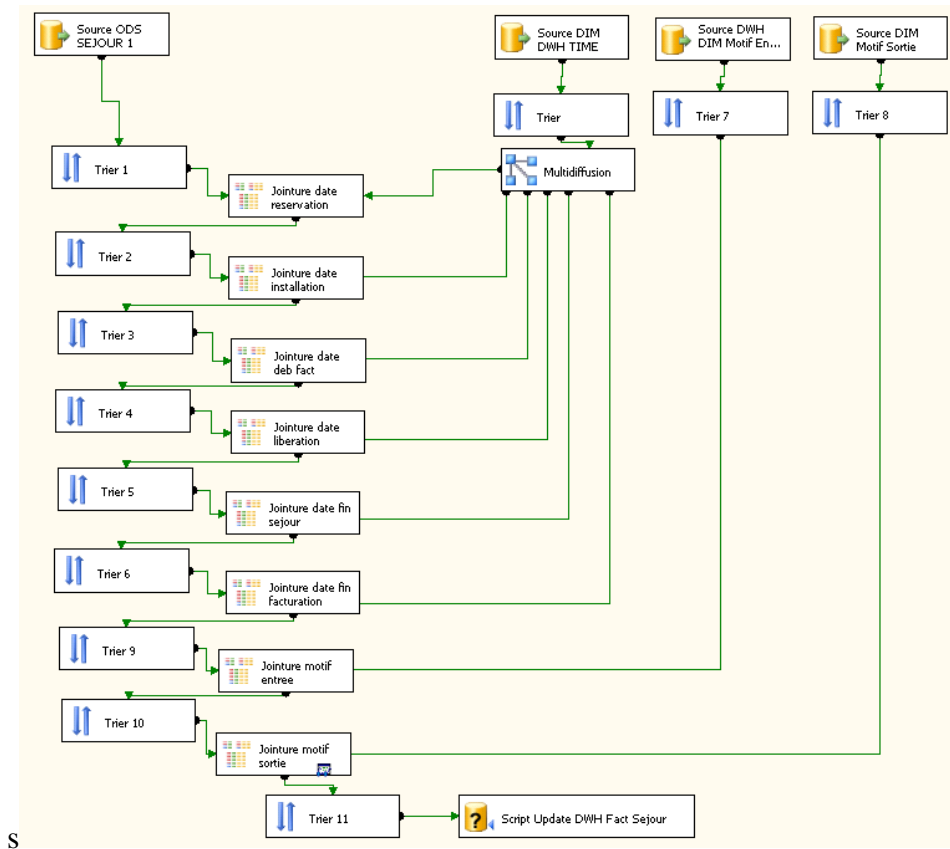 Source ODS
SEJOUR 1
Source DIM
DWH TIME
Source DWH
DIM Motif En...
Source DIM
Motif Sortie
Trier
Trier 7
Trier 8
Trier 1
Multidiffusion
Jointure date
reservation
Trier 2
Jointure date
installation
Trier 3
Jointure date
deb fact
Trier 4
Jointure date
liberation
Trier 5
Jointure date fin
sejour
Trier 6
Jointure date fin
facturation
Trier 9
Jointure motif
entree
Trier 10
Jointure motif
sortie
Trier 11
?
Script Update DWH Fact Sejour
S